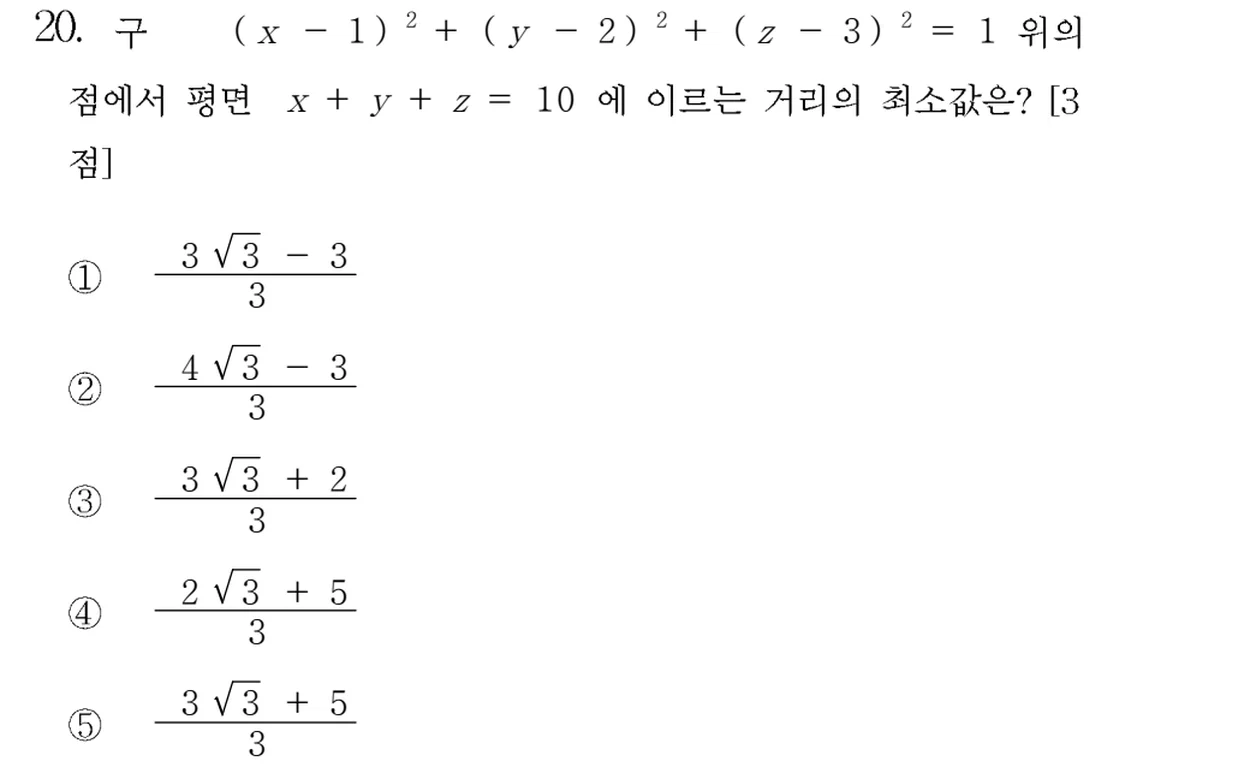 20. 구 ( x − 1 ) ² + ( y − 2 ) ² + ( z − 3 ) ² = 1 위의
점에서 평면 x + y + z = 10 에 이르는 거리의 최소값은? [3
점]
① (3√3 − 3)/3
② (4√3 − 3)/3
③ (3√3 + 2)/3
④ (2√3 + 5)/3
⑤ (3√3 + 5)/3